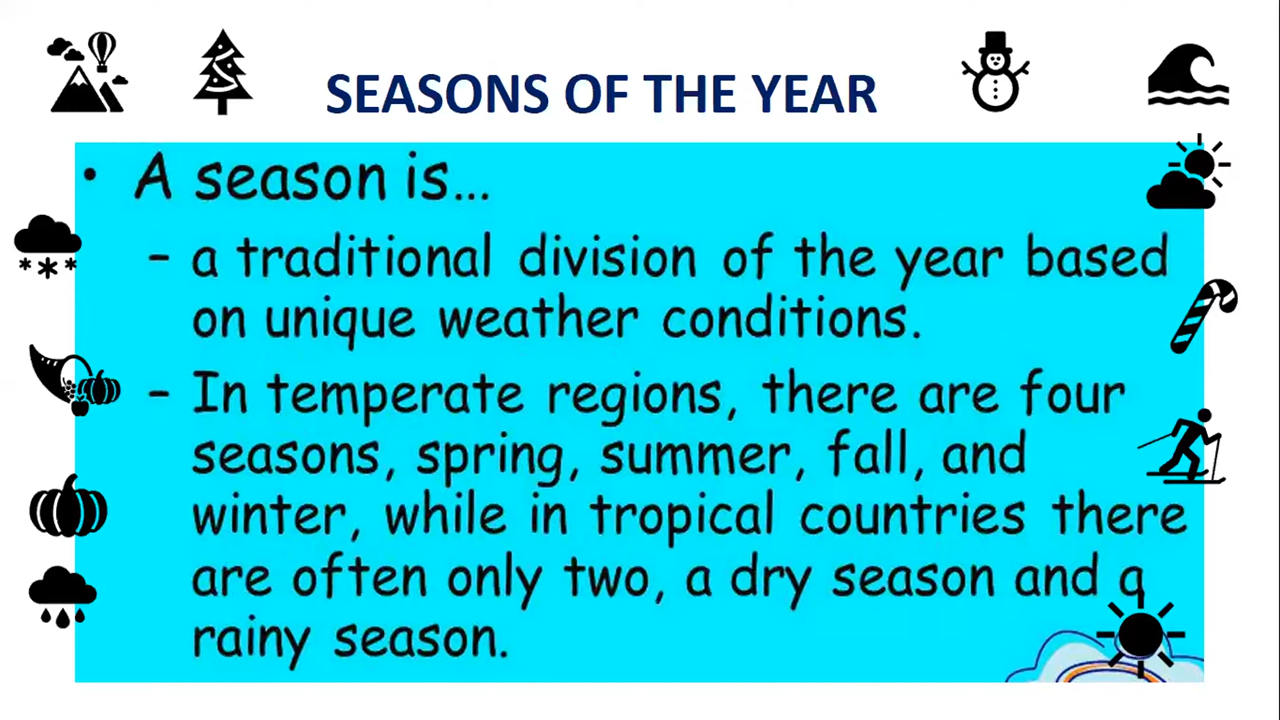 SEASONS OF THE YEAR
• A season is...
– a traditional division of the year based
on unique weather conditions.
– In temperate regions, there are four
seasons, spring, summer, fall, and
winter, while in tropical countries there
are often only two, a dry season and a
rainy season.